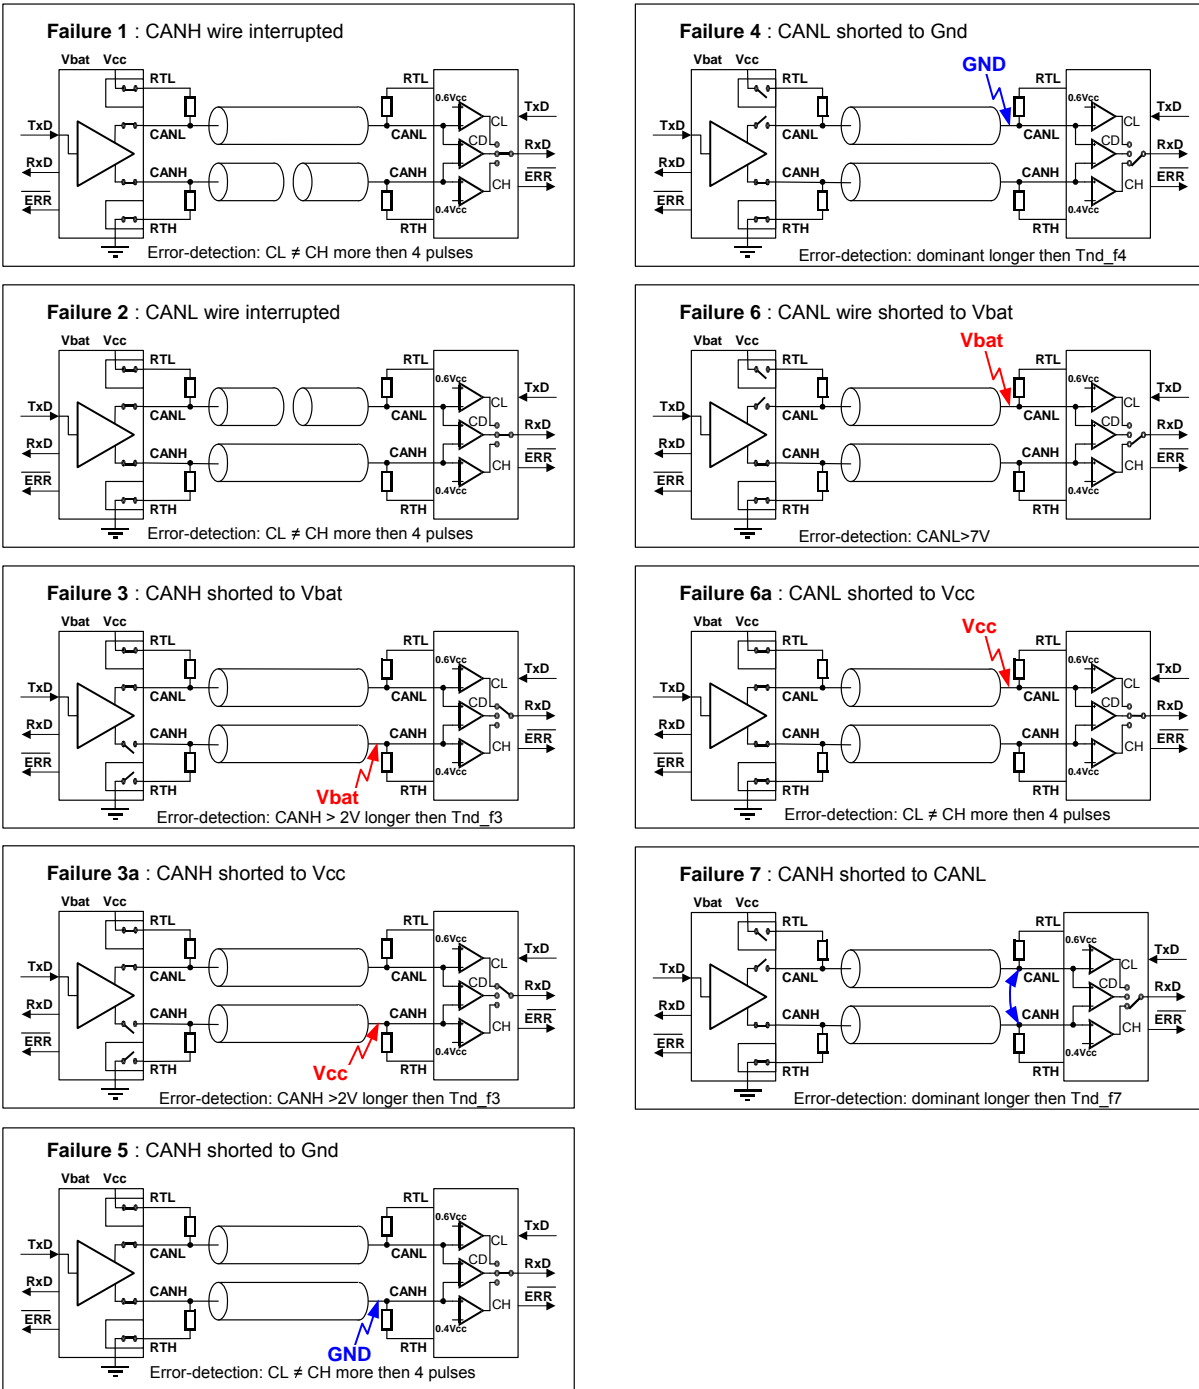 Failure 1 : CANH wire interrupted
Vbat Vcc
RTL RTL
0.6Vcc
TxD
CL
TxD
CANL CANL
CD
RxD
RxD
CANH CANH
ERR
CH
ERR
0.4Vcc
RTH RTH
Error-detection: CL ≠ CH more then 4 pulses
Failure 2 : CANL wire interrupted
Vbat Vcc
RTL RTL
0.6Vcc
TxD
CL
TxD
CANL CANL
CD
RxD
RxD
CANH CANH
ERR
CH
ERR
0.4Vcc
RTH RTH
Error-detection: CL ≠ CH more then 4 pulses
Failure 3 : CANH shorted to Vbat
Vbat Vcc
RTL RTL
0.6Vcc
TxD
CL
TxD
CANL CANL
CD
RxD
RxD
CANH CANH
ERR
CH
ERR
0.4Vcc
RTH RTH
Vbat
Error-detection: CANH > 2V longer then Tnd_f3
Failure 3a : CANH shorted to Vcc
Vbat Vcc
RTL RTL
0.6Vcc
TxD
CL
TxD
CANL CANL
CD
RxD
RxD
CANH CANH
ERR
CH
ERR
0.4Vcc
RTH RTH
Vcc
Error-detection: CANH >2V longer then Tnd_f3
Failure 5 : CANH shorted to Gnd
Vbat Vcc
RTL RTL
0.6Vcc
TxD
CL
TxD
CANL CANL
CD
RxD
RxD
CANH CANH
ERR
CH
ERR
0.4Vcc
RTH RTH
GND
Error-detection: CL ≠ CH more then 4 pulses
Failure 4 : CANL shorted to Gnd
Vbat Vcc
GND
RTL RTL
0.6Vcc
TxD
CL
TxD
CANL CANL
CD
RxD
RxD
CANH CANH
ERR
CH
ERR
0.4Vcc
RTH RTH
Error-detection: dominant longer then Tnd_f4
Failure 6 : CANL wire shorted to Vbat
Vbat Vcc
Vbat
RTL RTL
0.6Vcc
TxD
CL
TxD
CANL CANL
CD
RxD
RxD
CANH CANH
ERR
CH
ERR
0.4Vcc
RTH RTH
Error-detection: CANL>7V
Failure 6a : CANL shorted to Vcc
Vbat Vcc
Vcc
RTL RTL
0.6Vcc
TxD
CL
TxD
CANL CANL
CD
RxD
RxD
CANH CANH
ERR
CH
ERR
0.4Vcc
RTH RTH
Error-detection: CL ≠ CH more then 4 pulses
Failure 7 : CANH shorted to CANL
Vbat Vcc
RTL RTL
0.6Vcc
TxD
CL
TxD
CANL CANL
CD
RxD
RxD
CANH CANH
ERR
CH
ERR
0.4Vcc
RTH RTH
Error-detection: dominant longer then Tnd_f7